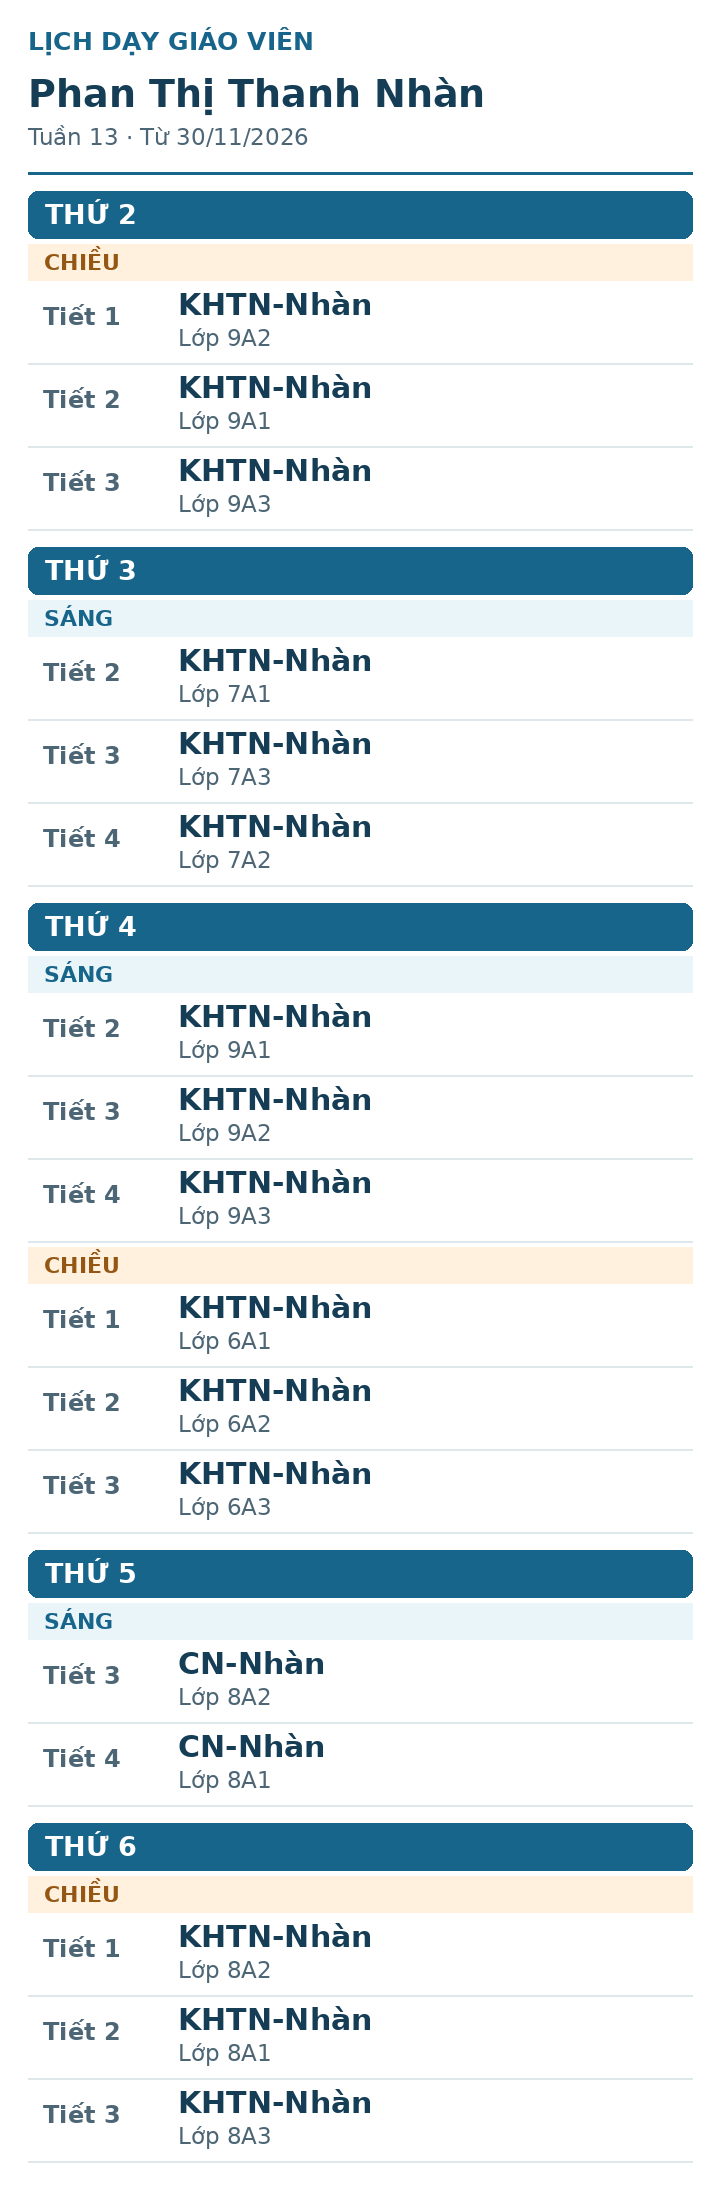 LỊCH DẠY GIÁO VIÊN
Phan Thị Thanh Nhàn
Tuần 13 · Từ 30/11/2026
THỨ 2
CHIỀU
Tiết 1
KHTN-Nhàn
Lớp 9A2
Tiết 2
KHTN-Nhàn
Lớp 9A1
Tiết 3
KHTN-Nhàn
Lớp 9A3
THỨ 3
SÁNG
Tiết 2
KHTN-Nhàn
Lớp 7A1
Tiết 3
KHTN-Nhàn
Lớp 7A3
Tiết 4
KHTN-Nhàn
Lớp 7A2
THỨ 4
SÁNG
Tiết 2
KHTN-Nhàn
Lớp 9A1
Tiết 3
KHTN-Nhàn
Lớp 9A2
Tiết 4
KHTN-Nhàn
Lớp 9A3
CHIỀU
Tiết 1
KHTN-Nhàn
Lớp 6A1
Tiết 2
KHTN-Nhàn
Lớp 6A2
Tiết 3
KHTN-Nhàn
Lớp 6A3
THỨ 5
SÁNG
Tiết 3
CN-Nhàn
Lớp 8A2
Tiết 4
CN-Nhàn
Lớp 8A1
THỨ 6
CHIỀU
Tiết 1
KHTN-Nhàn
Lớp 8A2
Tiết 2
KHTN-Nhàn
Lớp 8A1
Tiết 3
KHTN-Nhàn
Lớp 8A3